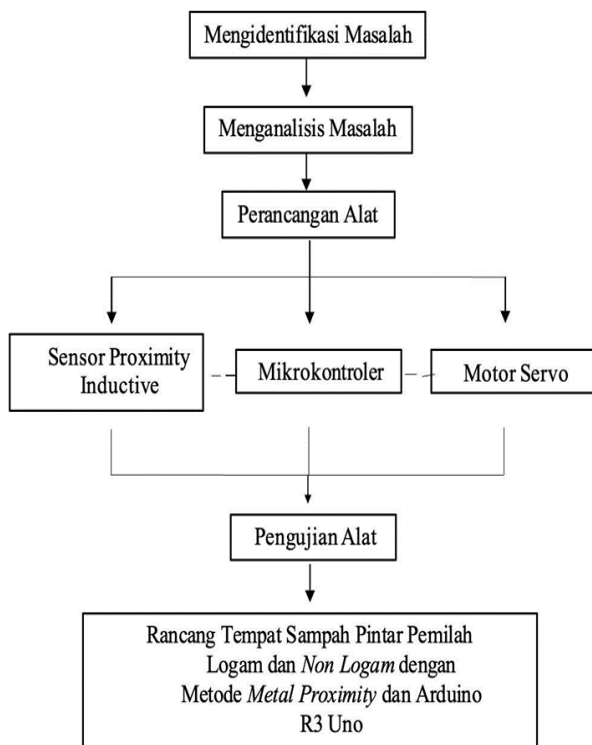 Mengidentifikasi Masalah
Menganalisis Masalah
Perancangan Alat
Sensor Proximity
Inductive
Mikrokontroler
Motor Servo
Pengujian Alat
Rancang Tempat Sampah Pintar Pemilah
Logam dan Non Logam dengan
Metode Metal Proximity dan Arduino
R3 Uno